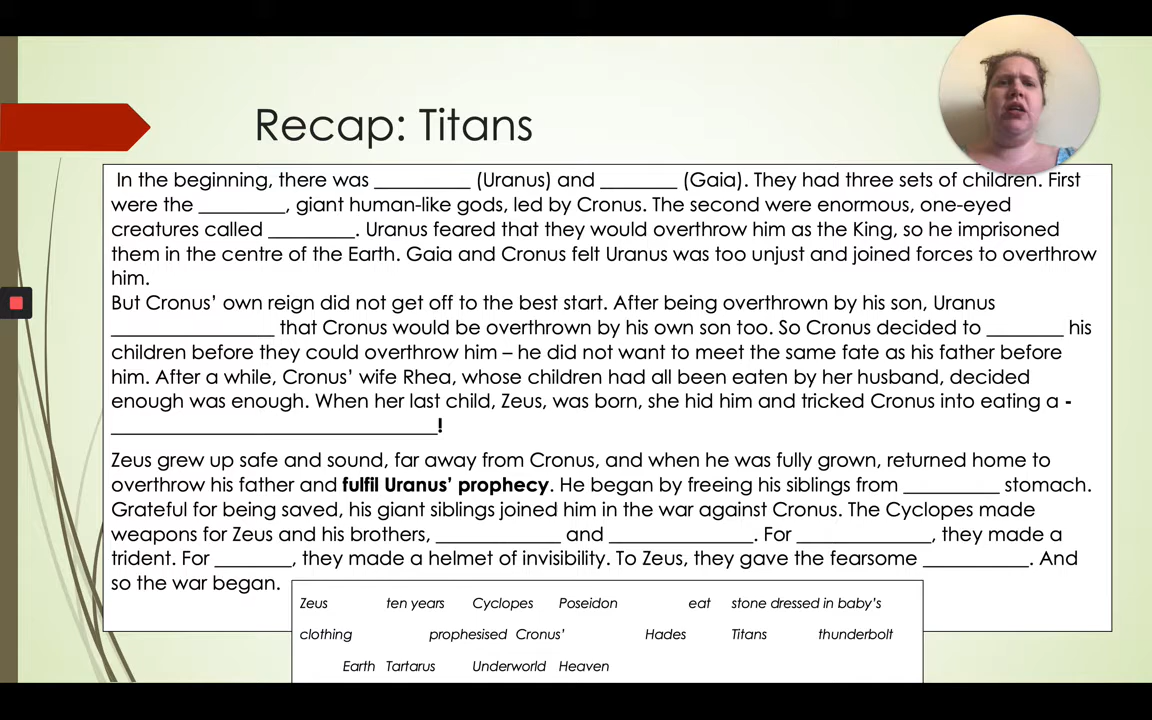 Recap: Titans
In the beginning, there was __________ (Uranus) and ________ (Gaia). They had three sets of children. First
were the _________, giant human-like gods, led by Cronus. The second were enormous, one-eyed
creatures called _________. Uranus feared that they would overthrow him as the King, so he imprisoned
them in the centre of the Earth. Gaia and Cronus felt Uranus was too unjust and joined forces to overthrow
him.
But Cronus’ own reign did not get off to the best start. After being overthrown by his son, Uranus
_________________ that Cronus would be overthrown by his own son too. So Cronus decided to ________ his
children before they could overthrow him – he did not want to meet the same fate as his father before
him. After a while, Cronus’ wife Rhea, whose children had all been eaten by her husband, decided
enough was enough. When her last child, Zeus, was born, she hid him and tricked Cronus into eating a -
__________________________________!
Zeus grew up safe and sound, far away from Cronus, and when he was fully grown, returned home to
overthrow his father and fulfil Uranus’ prophecy. He began by freeing his siblings from __________ stomach.
Grateful for being saved, his giant siblings joined him in the war against Cronus. The Cyclopes made
weapons for Zeus and his brothers, _____________ and _______________. For ______________, they made a
trident. For ________, they made a helmet of invisibility. To Zeus, they gave the fearsome ___________. And
so the war began.
Zeus ten years Cyclopes Poseidon eat stone dressed in baby’s
clothing prophesised Cronus’ Hades Titans thunderbolt
Earth Tartarus Underworld Heaven